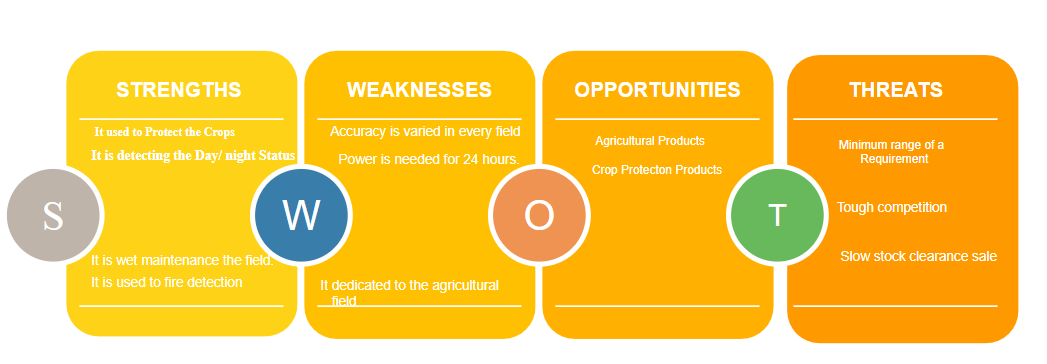 STRENGTHS
It used to Protect the Crops
It is detecting the Day/ night Status
S
It is wet maintenance the field.
It is used to fire detection
WEAKNESSES
Accuracy is varied in every field
Power is needed for 24 hours.
W
It dedicated to the agricultural
field
OPPORTUNITIES
Agricultural Products
Crop Protecton Products
O
THREATS
Minimum range of a
Requirement
T
Tough competition
Slow stock clearance sale